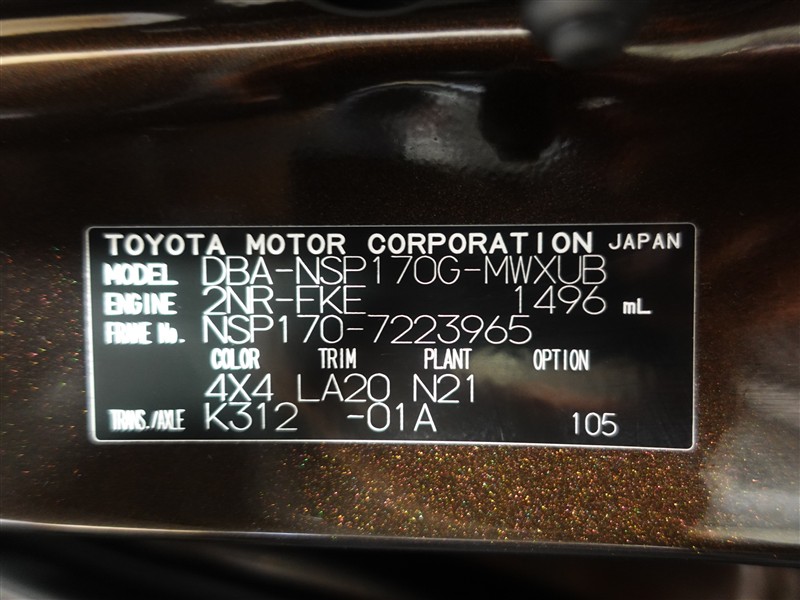 TOYOTA MOTOR CORPORATION JAPAN
MODEL DBA-NSP170G-MWXUB
ENGINE 2NR-FKE 1496 mL
FRAME No. NSP170-7223965
COLOR TRIM PLANT OPTION
4X4 LA20 N21
TRANS./AXLE K312 -01A 105